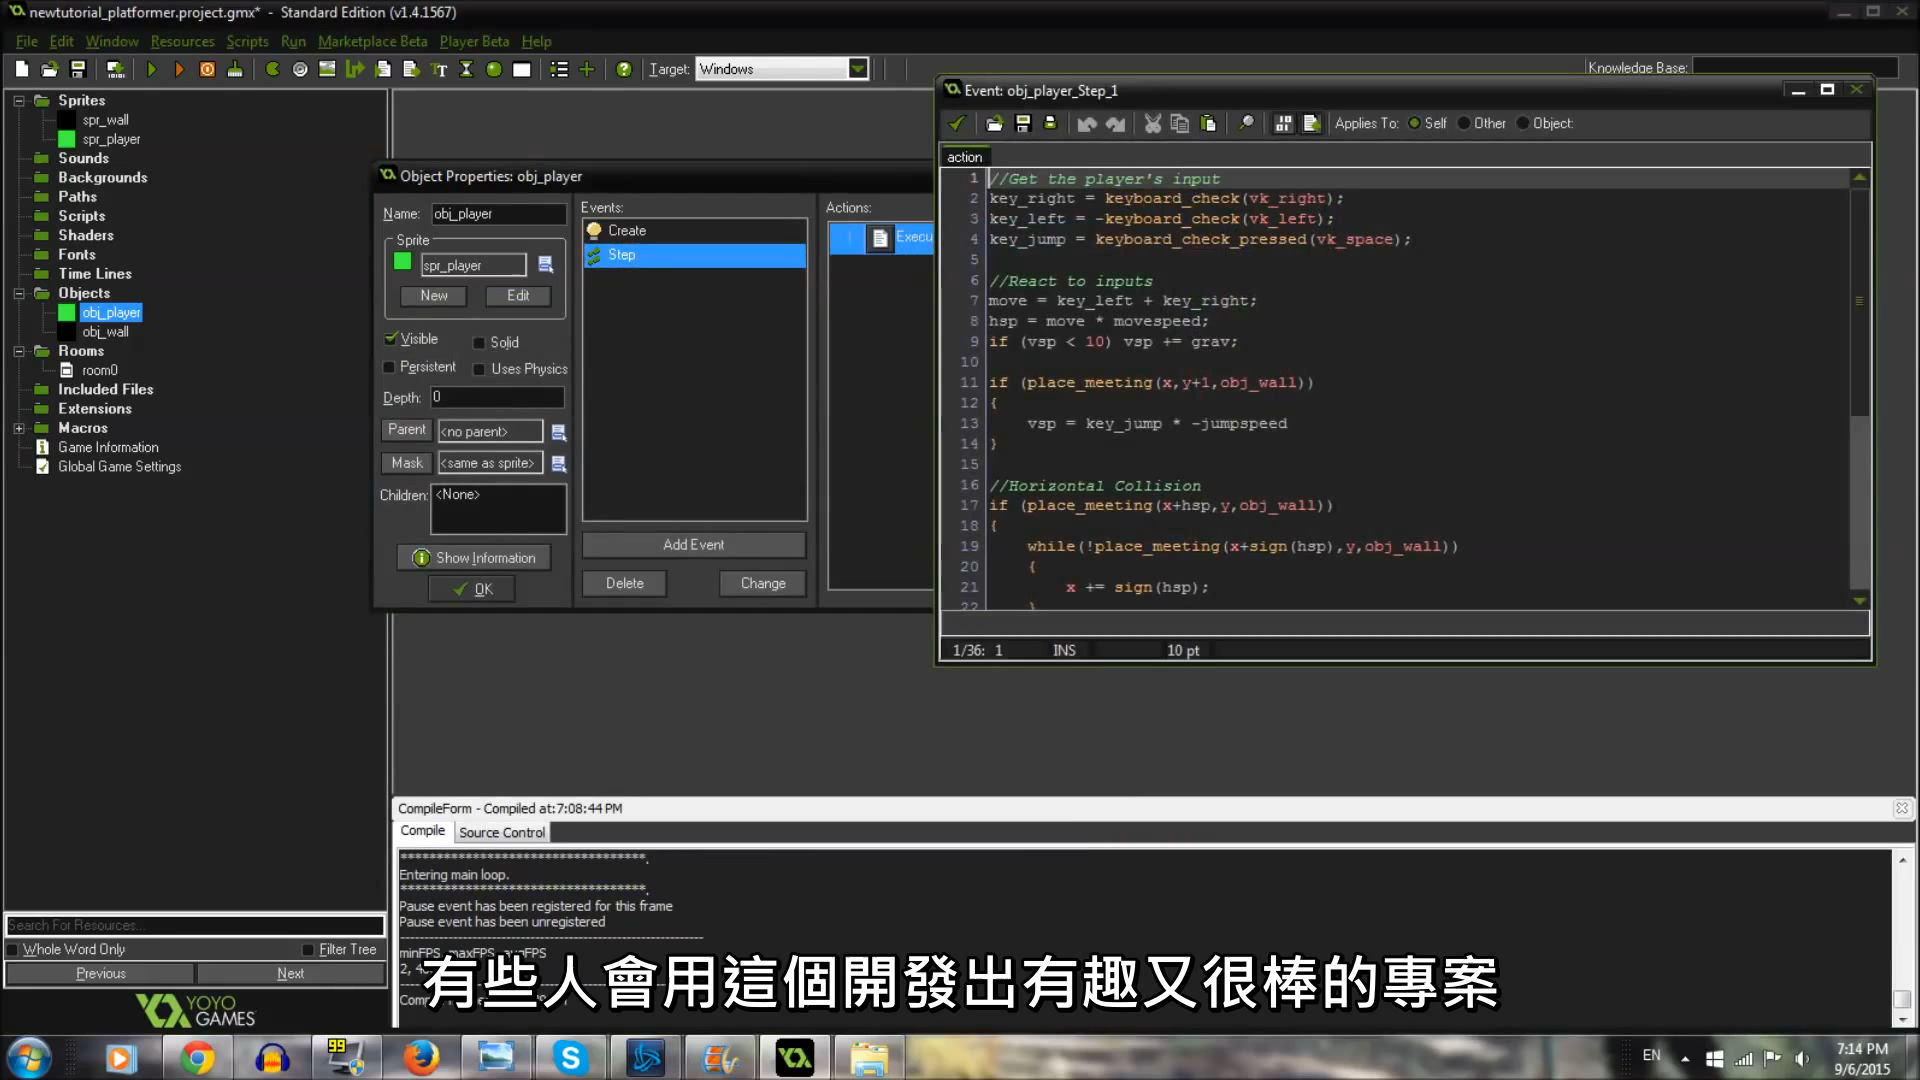 newtutorial_platformer.project.gmx* - Standard Edition (v1.4.1567)
File Edit Window Resources Scripts Run Marketplace Beta Player Beta Help
Target: Windows
Knowledge Base:
Sprites
spr_wall
spr_player
Sounds
Backgrounds
Paths
Scripts
Shaders
Fonts
Time Lines
Objects
obj_player
obj_wall
Rooms
room0
Included Files
Extensions
Macros
Game Information
Global Game Settings
Search For Resources...
Whole Word Only Filter Tree
Previous Next
YOYO
GAMES
Object Properties: obj_player
Name: obj_player
Sprite
spr_player
New Edit
Visible Solid
Persistent Uses Physics
Depth: 0
Parent <no parent>
Mask <same as sprite>
Children: <None>
Show Information
OK
Events:
Create
Step
Add Event
Delete Change
Actions:
Execu
Event: obj_player_Step_1
Applies To: Self Other Object:
action
1 //Get the player's input
2 key_right = keyboard_check(vk_right);
3 key_left = -keyboard_check(vk_left);
4 key_jump = keyboard_check_pressed(vk_space);
5
6 //React to inputs
7 move = key_left + key_right;
8 hsp = move * movespeed;
9 if (vsp < 10) vsp += grav;
10
11 if (place_meeting(x,y+1,obj_wall))
12 {
13 vsp = key_jump * -jumpspeed
14 }
15
16 //Horizontal Collision
17 if (place_meeting(x+hsp,y,obj_wall))
18 {
19 while(!place_meeting(x+sign(hsp),y,obj_wall))
20 {
21 x += sign(hsp);
22 }
1/36: 1 INS 10 pt
CompileForm - Compiled at:7:08:44 PM
Compile Source Control
**********************************.
Entering main loop.
**********************************.
Pause event has been registered for this frame
Pause event has been unregistered
minFPS, maxFPS, avgFPS
有些人會用這個開發出有趣又很棒的專案
99
EN
7:14 PM
9/6/2015